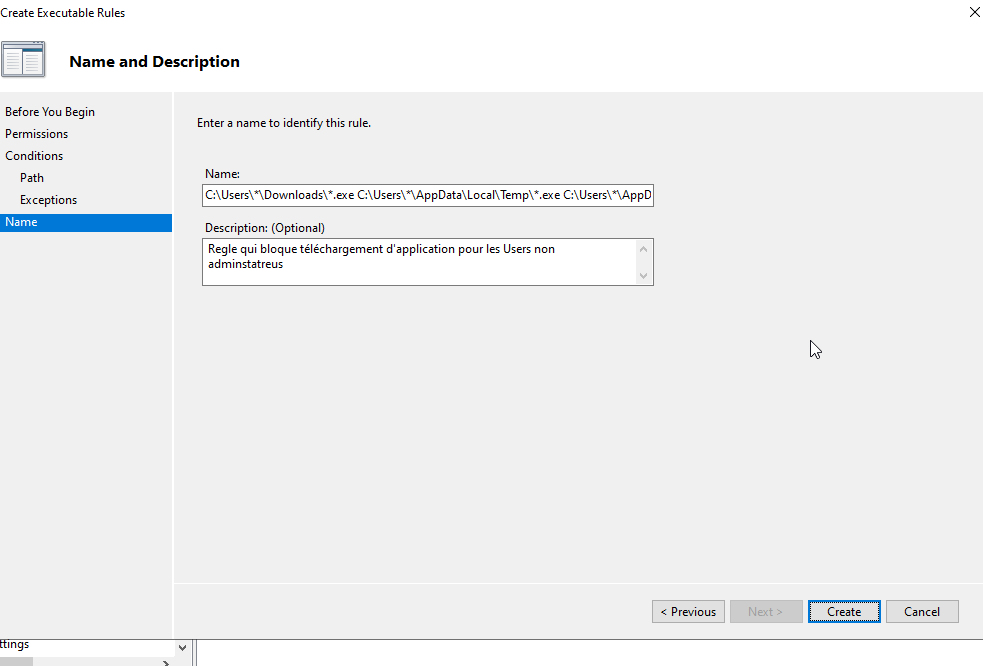 Create Executable Rules
Name and Description
Before You Begin
Permissions
Conditions
Path
Exceptions
Name
Enter a name to identify this rule.
Name:
C:\Users\*\Downloads\*.exe C:\Users\*\AppData\Local\Temp\*.exe C:\Users\*\AppD
Description: (Optional)
Regle qui bloque téléchargement d'application pour les Users non
adminstatreus
< Previous
Next >
Create
Cancel
ttings